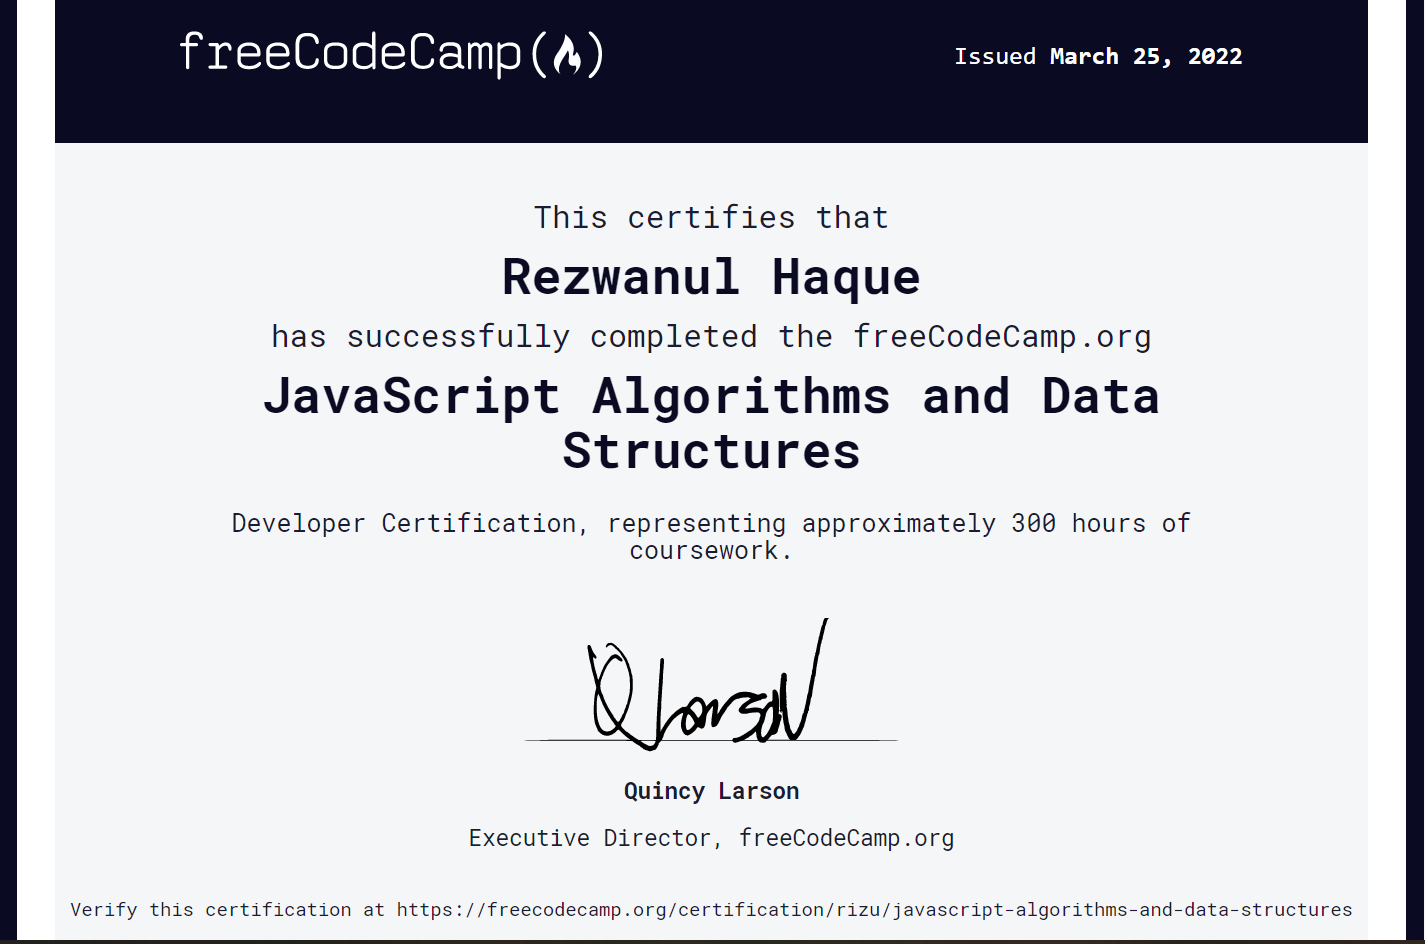 freeCodeCamp(🔥)
Issued March 25, 2022
This certifies that
Rezwanul Haque
has successfully completed the freeCodeCamp.org
JavaScript Algorithms and Data
Structures
Developer Certification, representing approximately 300 hours of
coursework.
Q Larson
Quincy Larson
Executive Director, freeCodeCamp.org
Verify this certification at https://freecodecamp.org/certification/rizu/javascript-algorithms-and-data-structures